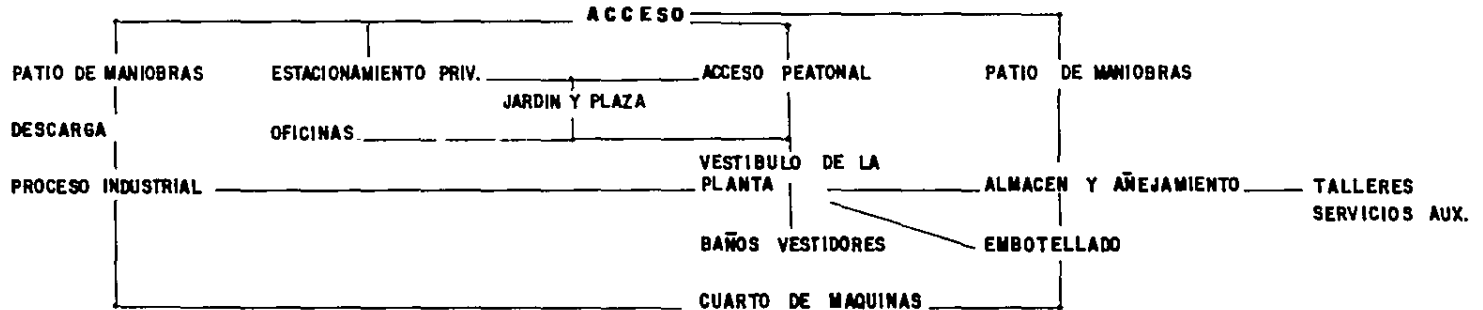 ACCESO
PATIO DE MANIOBRAS ESTACIONAMIENTO PRIV. ACCESO PEATONAL PATIO DE MANIOBRAS
JARDIN Y PLAZA
DESCARGA OFICINAS
VESTIBULO DE LA
PROCESO INDUSTRIAL PLANTA ALMACEN Y AÑEJAMIENTO TALLERES
SERVICIOS AUX.
BAÑOS VESTIDORES EMBOTELLADO
CUARTO DE MAQUINAS